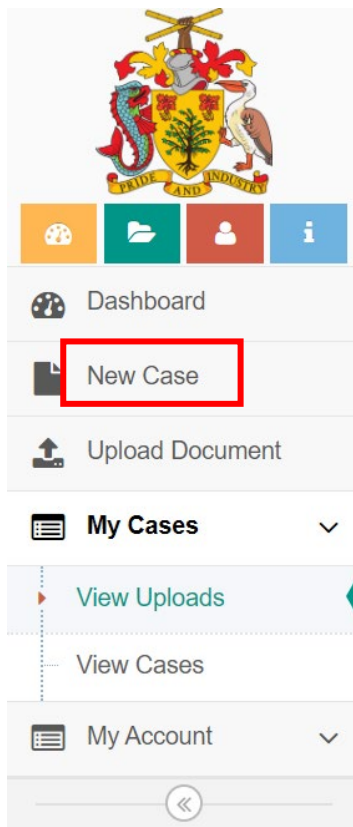 PRIDE AND INDUSTRY
Dashboard
New Case
Upload Document
My Cases
View Uploads
View Cases
My Account